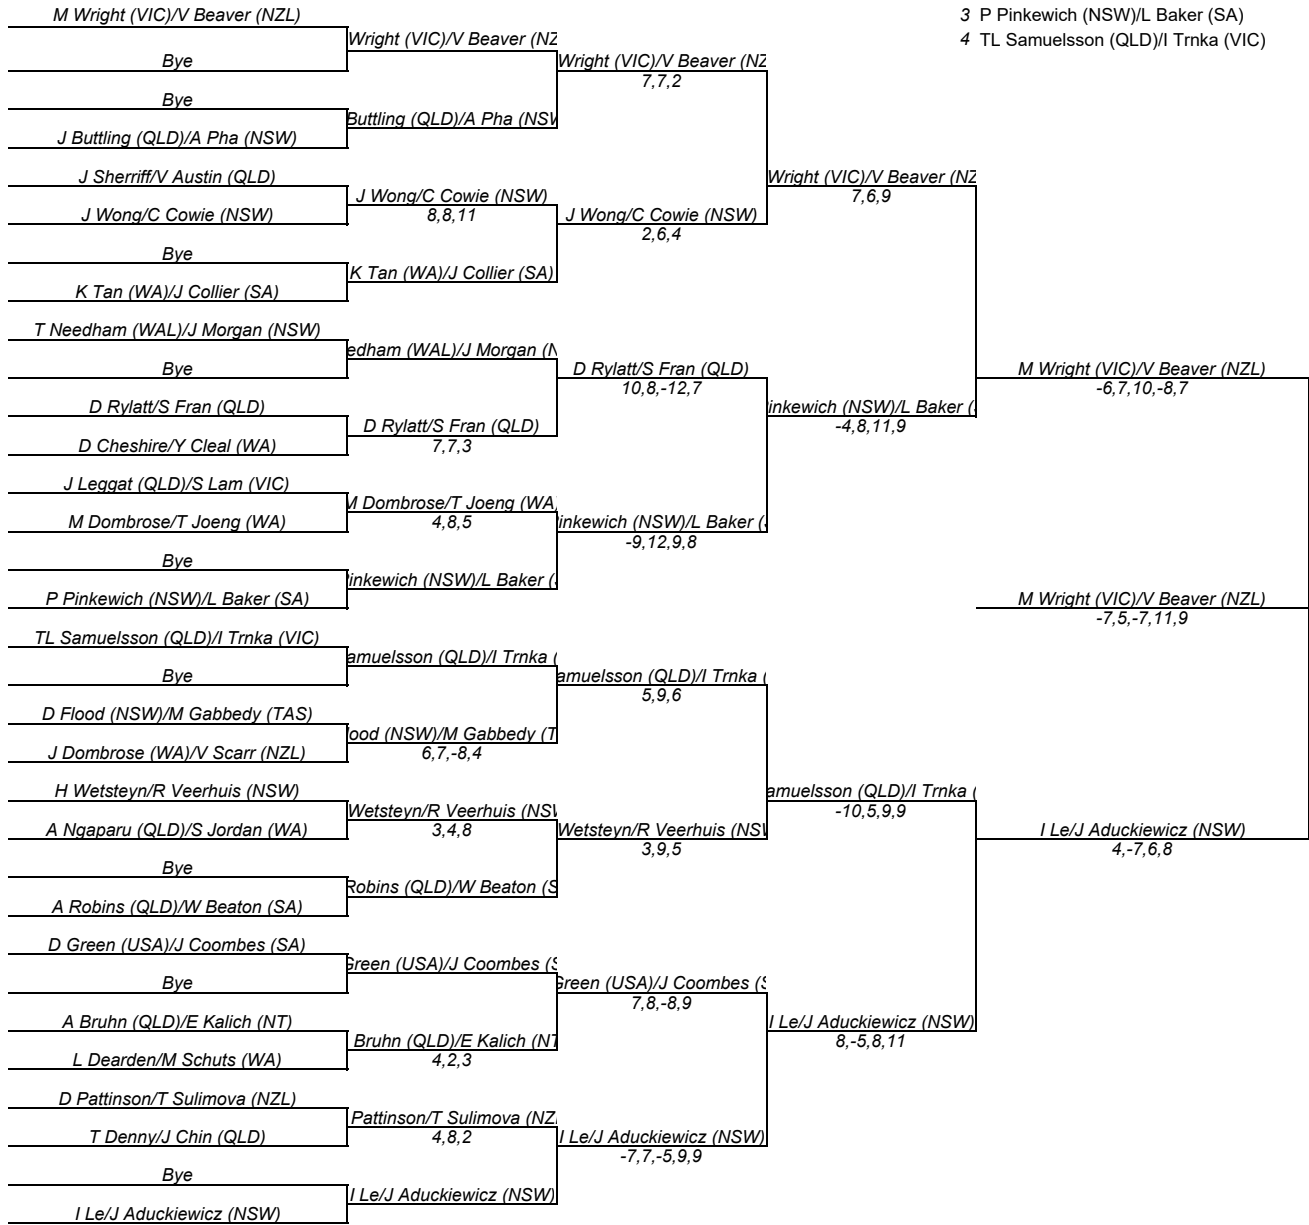 M Wright (VIC)/V Beaver (NZL)
Bye
Bye
J Buttling (QLD)/A Pha (NSW)
J Sherriff/V Austin (QLD)
J Wong/C Cowie (NSW)
Bye
K Tan (WA)/J Collier (SA)
T Needham (WAL)/J Morgan (NSW)
Bye
D Rylatt/S Fran (QLD)
D Cheshire/Y Cleal (WA)
J Leggat (QLD)/S Lam (VIC)
M Dombrose/T Joeng (WA)
Bye
P Pinkewich (NSW)/L Baker (SA)
TL Samuelsson (QLD)/I Trnka (VIC)
Bye
D Flood (NSW)/M Gabbedy (TAS)
J Dombrose (WA)/V Scarr (NZL)
H Wetsteyn/R Veerhuis (NSW)
A Ngaparu (QLD)/S Jordan (WA)
Bye
A Robins (QLD)/W Beaton (SA)
D Green (USA)/J Coombes (SA)
Bye
A Bruhn (QLD)/E Kalich (NT)
L Dearden/M Schuts (WA)
D Pattinson/T Sulimova (NZL)
T Denny/J Chin (QLD)
Bye
I Le/J Aduckiewicz (NSW)
Wright (VIC)/V Beaver (NZ
Buttling (QLD)/A Pha (NSW
J Wong/C Cowie (NSW)
8,8,11
K Tan (WA)/J Collier (SA)
edham (WAL)/J Morgan (N
D Rylatt/S Fran (QLD)
7,7,3
M Dombrose/T Joeng (WA)
4,8,5
inkewich (NSW)/L Baker (
amuelsson (QLD)/I Trnka (
lood (NSW)/M Gabbedy (T
6,7,-8,4
Wetsteyn/R Veerhuis (NSW
3,4,8
Robins (QLD)/W Beaton (S
Green (USA)/J Coombes (S
Bruhn (QLD)/E Kalich (NT
4,2,3
Pattinson/T Sulimova (NZL
4,8,2
I Le/J Aduckiewicz (NSW)
Wright (VIC)/V Beaver (NZ
7,7,2
J Wong/C Cowie (NSW)
2,6,4
D Rylatt/S Fran (QLD)
10,8,-12,7
inkewich (NSW)/L Baker (S
-9,12,9,8
amuelsson (QLD)/I Trnka (
5,9,6
Wetsteyn/R Veerhuis (NSW
3,9,5
Green (USA)/J Coombes (S
7,8,-8,9
I Le/J Aduckiewicz (NSW)
-7,7,-5,9,9
Wright (VIC)/V Beaver (NZ
7,6,9
inkewich (NSW)/L Baker (S
-4,8,11,9
amuelsson (QLD)/I Trnka (
-10,5,9,9
I Le/J Aduckiewicz (NSW)
8,-5,8,11
3 P Pinkewich (NSW)/L Baker (SA)
4 TL Samuelsson (QLD)/I Trnka (VIC)
M Wright (VIC)/V Beaver (NZL)
-6,7,10,-8,7
M Wright (VIC)/V Beaver (NZL)
-7,5,-7,11,9
I Le/J Aduckiewicz (NSW)
4,-7,6,8